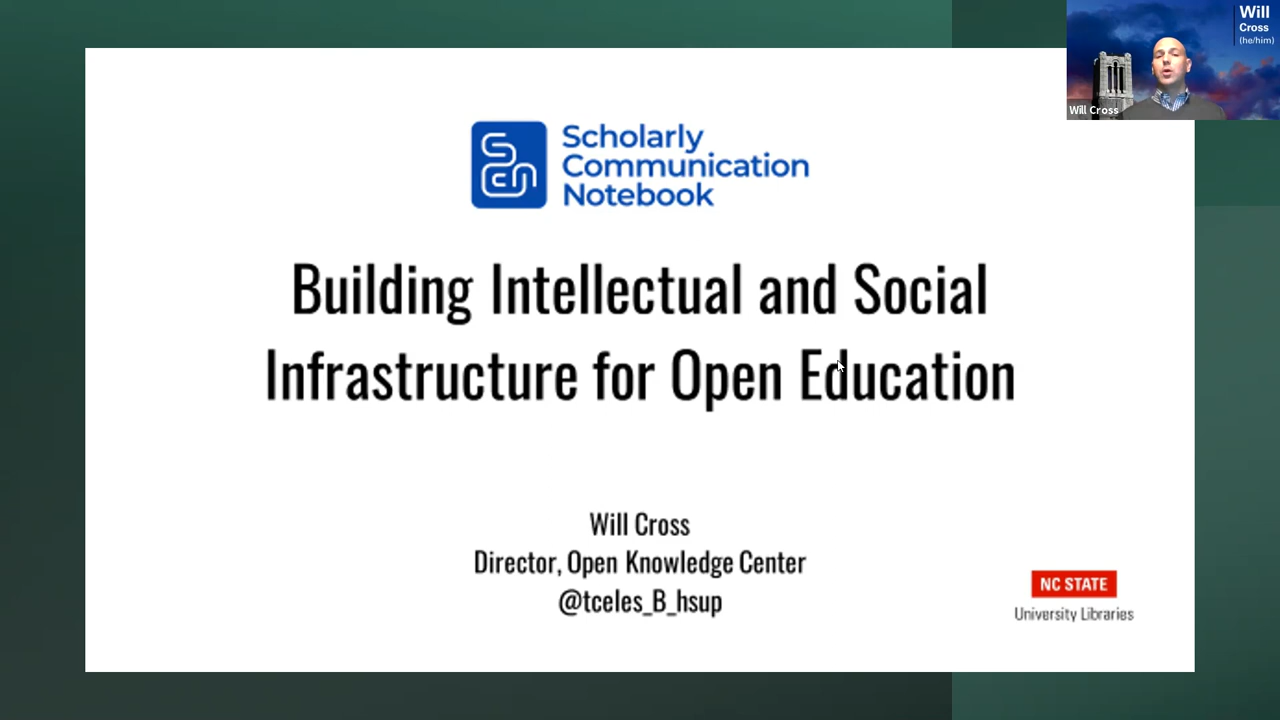 Will
Cross
(he/him)
Will Cross
Scholarly
Communication
Notebook
Building Intellectual and Social
Infrastructure for Open Education
Will Cross
Director, Open Knowledge Center
@tceles_B_hsup
NC STATE
University Libraries